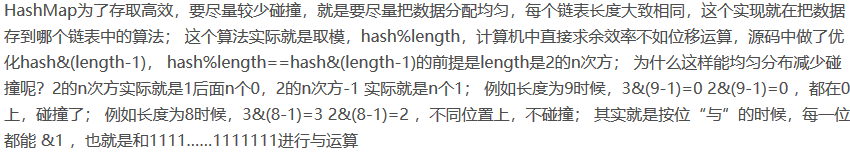 HashMap为了存取高效，要尽量较少碰撞，就是要尽量把数据分配均匀，每个链表长度大致相同，这个实现就在把数据
存到哪个链表中的算法； 这个算法实际就是取模，hash%length，计算机中直接求余效率不如位移运算，源码中做了优
化hash&(length-1)， hash%length==hash&(length-1)的前提是length是2的n次方； 为什么这样能均匀分布减少碰
撞呢？2的n次方实际就是1后面n个0，2的n次方-1 实际就是n个1； 例如长度为9时候，3&(9-1)=0 2&(9-1)=0 ，都在0
上，碰撞了； 例如长度为8时候，3&(8-1)=3 2&(8-1)=2 ，不同位置上，不碰撞； 其实就是按位“与”的时候，每一位
都能 &1 ，也就是和1111……1111111进行与运算